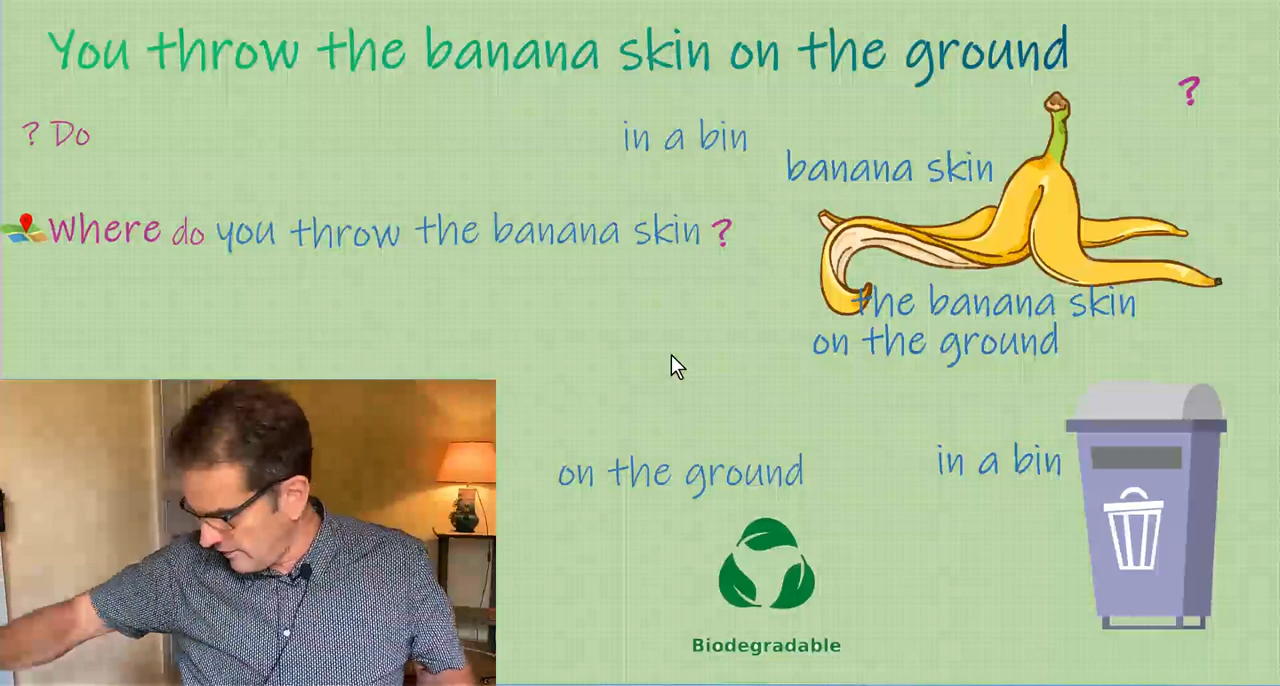 You throw the banana skin on the ground
?
? Do
in a bin
banana skin
Where do you throw the banana skin ?
the banana skin
on the ground
on the ground
in a bin
Biodegradable